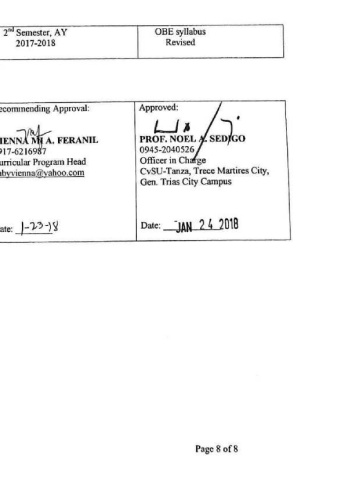 2nd Semester, AY
2017-2018
OBE syllabus
Revised
ecommending Approval:
IENNA M A. FERANIL
917-6216987
urricular Program Head
abyvienna@yahoo.com
ate: 1-23-18
Approved:
PROF. NOEL A. SEDIGO
0945-2040526
Officer in Charge
CvSU-Tanza, Trece Martires City,
Gen. Trias City Campus
Date: JAN 24 2018
Page 8 of 8